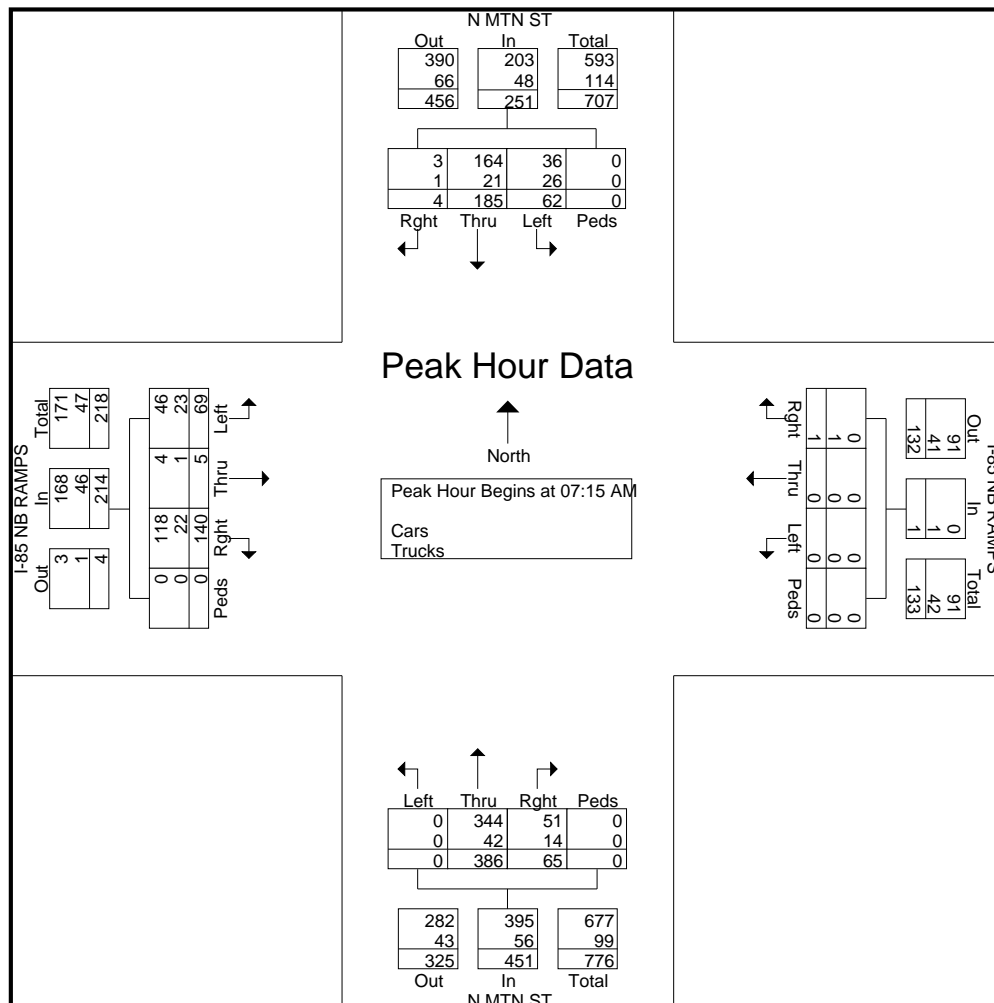 N MTN ST
Out In Total
390 203 593
66 48 114
456 251 707
3 164 36 0
1 21 26 0
4 185 62 0
Rght Thru Left Peds
Peak Hour Data
North
Peak Hour Begins at 07:15 AM
Cars
Trucks
I-85 NB RAMPS
Total In Out
171 168 3
47 46 1
218 214 4
46 4 118 0
23 1 22 0
69 5 140 0
Left Thru Rght Peds
Rght Thru Left Peds
1 0 0 0
1 0 0 0
0 0 0 0
Out In Total
132 1 133
41 1 42
91 0 91
I-85 NB RAMPS
Left Thru Rght Peds
0 344 51 0
0 42 14 0
0 386 65 0
282 395 677
43 56 99
325 451 776
Out In Total
N MTN ST